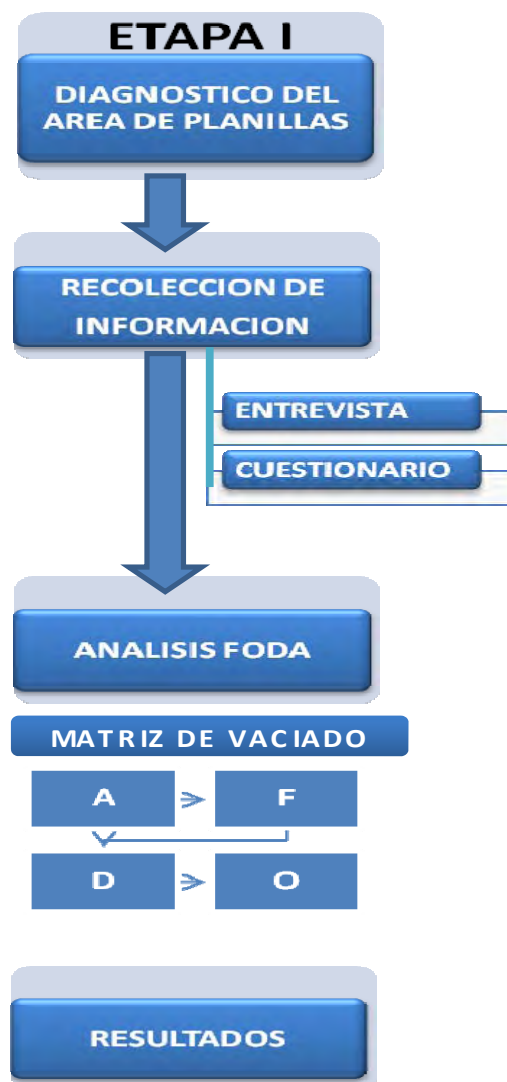 ETAPA I
DIAGNOSTICO DEL
AREA DE PLANILLAS
RECOLECCION DE
INFORMACION
ENTREVISTA
CUESTIONARIO
ANALISIS FODA
MATRIZ DE VACIADO
A
F
D
O
RESULTADOS